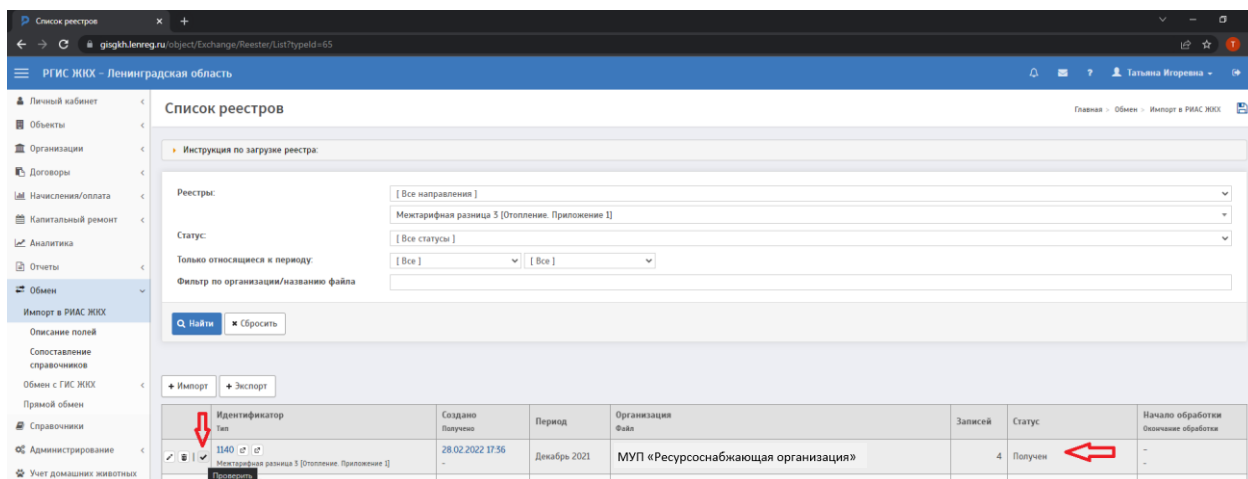 Список реестров
gisgkh.lenreg.ru/object/Exchange/Reester/List?typeId=65
РГИС ЖКХ - Ленинградская область
? Татьяна Игоревна
T
Личный кабинет
Объекты
Организации
Договоры
Начисления/оплата
Капитальный ремонт
Аналитика
Отчеты
Обмен
Импорт в РИАС ЖКХ
Описание полей
Сопоставление
справочников
Обмен с ГИС ЖКХ
Прямой обмен
Справочники
Администрирование
Учет домашних животных
Список реестров
Главная > Обмен > Импорт в РИАС ЖКХ
Инструкция по загрузке реестра:
Реестры:
[ Все направления ]
Межтарифная разница 3 [Отопление. Приложение 1]
Статус:
[ Все статусы ]
Только относящиеся к периоду:
[ Все ] [ Все ]
Фильтр по организации/названию файла
Найти × Сбросить
+ Импорт + Экспорт
Идентификатор Создано Период Организация Записей Статус Начало обработки
Тип Получено Файл Окончание обработки
1140 28.02.2022 17:36 Декабрь 2021 МУП «Ресурсоснабжающая организация» 4 Получен -
Межтарифная разница 3 [Отопление. Приложение 1] - -
Проверить